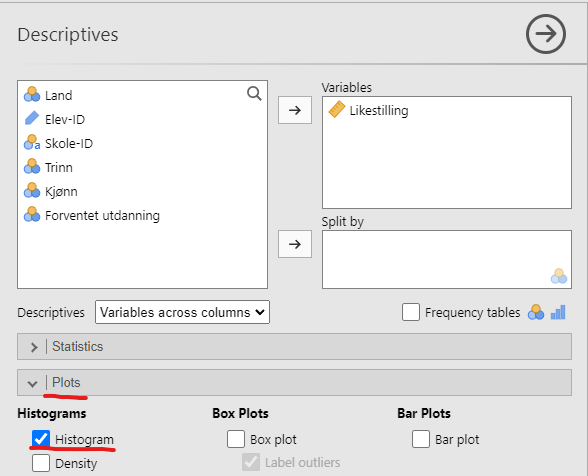 Descriptives
Variables
Land
Likestilling
Elev-ID
Skole-ID
Trinn
Kjønn
Forventet utdanning
Split by
Descriptives
Variables across columns
Frequency tables
Statistics
Plots
Histograms
Box Plots
Bar Plots
Histogram
Box plot
Bar plot
Density
Label outliers